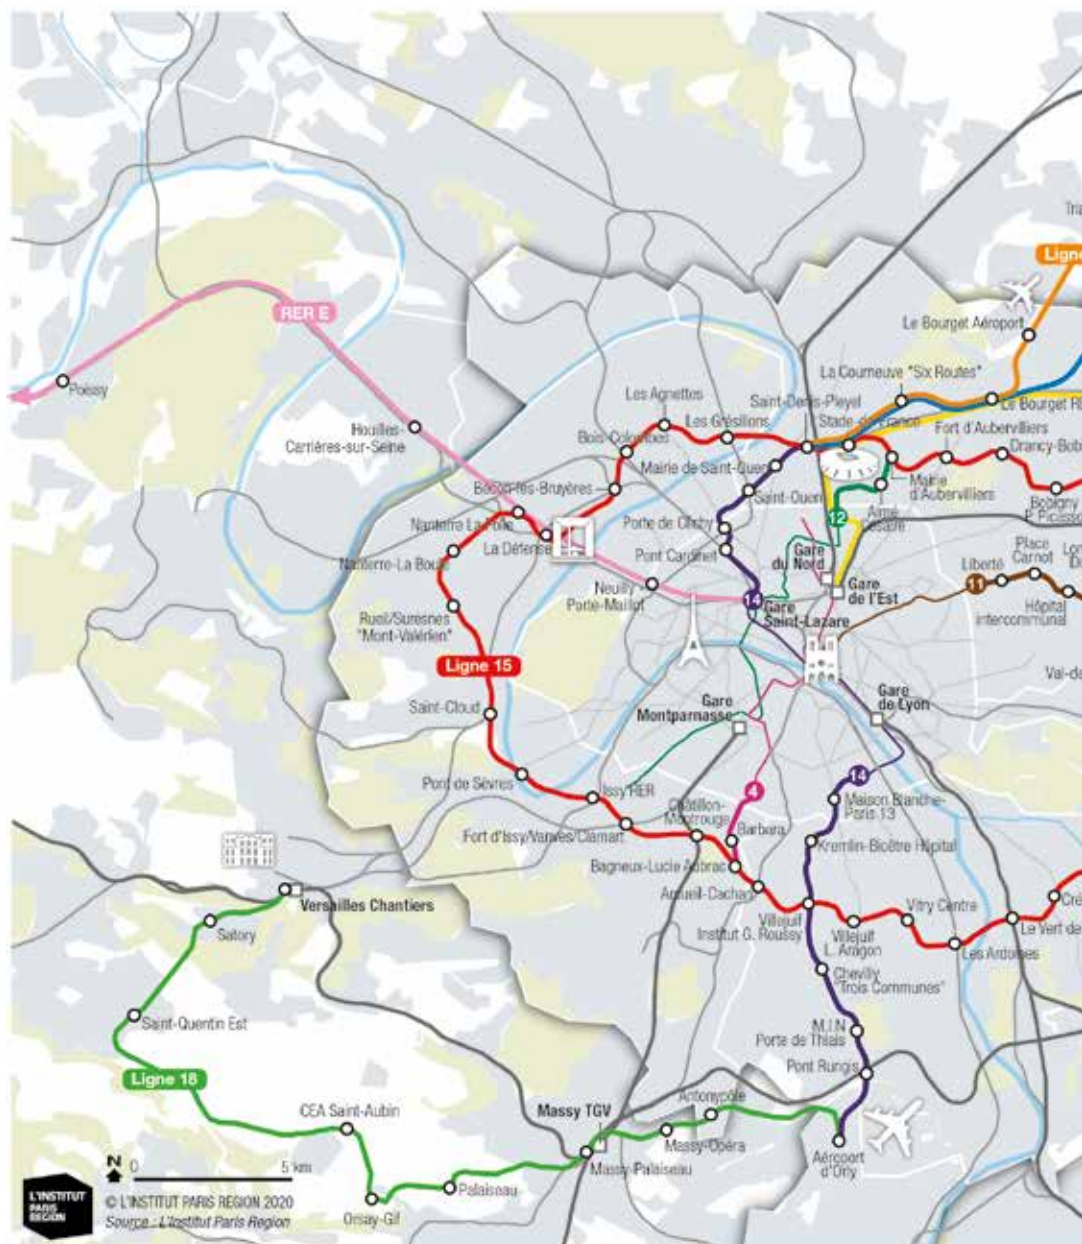 Tria
Ligne
Le Bourget Aéroport
RER E
La Courneuve "Six Routes"
Poissy
Les Agnettes
Saint-Denis-Pleyel
Le Bourget R
Stade-de-France
Les Grésillons
Fort d'Aubervilliers
Houilles-
Carrières-sur-Seine
Bois-Colombes
Drancy-Bob
Mairie de Saint-Ouen
Mairie
d'Aubervilliers
Bécon-les-Bruyères
Saint-Ouen
Bobigny
P. Picasso
Aimé
Césaire
12
Nanterre La Folie
Porte de Clichy
La Défense
Pont Cardinet
Gare
du Nord
Place
Carnot
Nanterre-La Boule
Liberté
11
Neuilly
Porte-Maillot
Gare
de l'Est
14
Gare
Saint-Lazare
Hôpital
intercommunal
Rueil/Suresnes
"Mont-Valérien"
Ligne 15
Val-de
Saint-Cloud
Gare
Montparnasse
Gare
de Lyon
Pont de Sèvres
14
Issy RER
4
Maison Blanche-
Paris 13
Châtillon-
Montrouge
Fort d'Issy/Vanves/Clamart
Barbara
Kremlin-Bicêtre Hôpital
Bagneux-Lucie Aubrac
Arcueil-Cachan
Versailles Chantiers
Vitry Centre
Cré
Villejuif
Institut G. Roussy
Le Vert de
Satory
Villejuif
L. Aragon
Les Ardoines
Chevilly
"Trois Communes"
Saint-Quentin Est
M.I.N
Porte de Thiais
Pont Rungis
Ligne 18
CEA Saint-Aubin
Massy TGV
Antonypôle
Massy-Opéra
Massy-Palaiseau
Aéroport
d'Orly
Palaiseau
Orsay-Gif
N
0 5 km
L'INSTITUT
PARIS
REGION
© L'INSTITUT PARIS REGION 2020
Source : L'Institut Paris Region